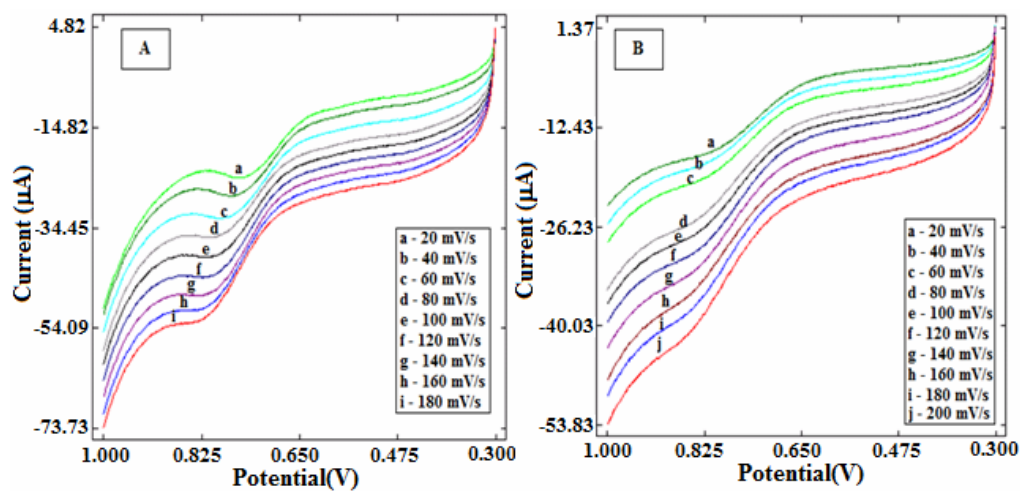 4.82
-14.82
-34.45
-54.09
-73.73
Current (μA)
A
a
b
c
d
e
f
g
h
i
a - 20 mV/s
b - 40 mV/s
c - 60 mV/s
d - 80 mV/s
e - 100 mV/s
f - 120 mV/s
g - 140 mV/s
h - 160 mV/s
i - 180 mV/s
1.000 0.825 0.650 0.475 0.300
Potential(V)
1.37
-12.43
-26.23
-40.03
-53.83
Current (μA)
B
a
b
c
d
e
f
g
h
i
j
a - 20 mV/s
b - 40 mV/s
c - 60 mV/s
d - 80 mV/s
e - 100 mV/s
f - 120 mV/s
g - 140 mV/s
h - 160 mV/s
i - 180 mV/s
j - 200 mV/s
1.000 0.825 0.650 0.475 0.300
Potential(V)